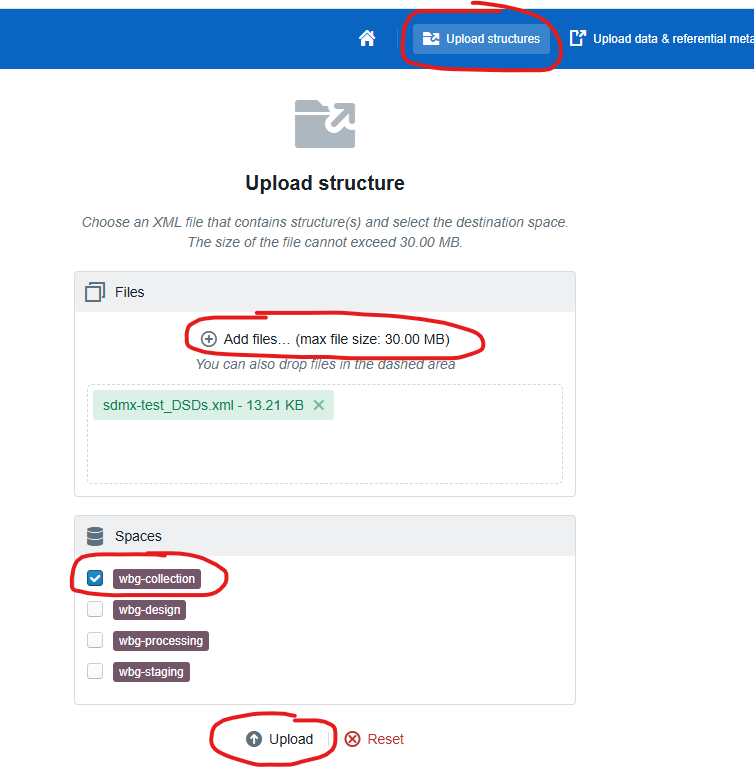 Upload structures
Upload data & referential meta
Upload structure
Choose an XML file that contains structure(s) and select the destination space.
The size of the file cannot exceed 30.00 MB.
Files
Add files… (max file size: 30.00 MB)
You can also drop files in the dashed area
sdmx-test_DSDs.xml - 13.21 KB
Spaces
wbg-collection
wbg-design
wbg-processing
wbg-staging
Upload
Reset